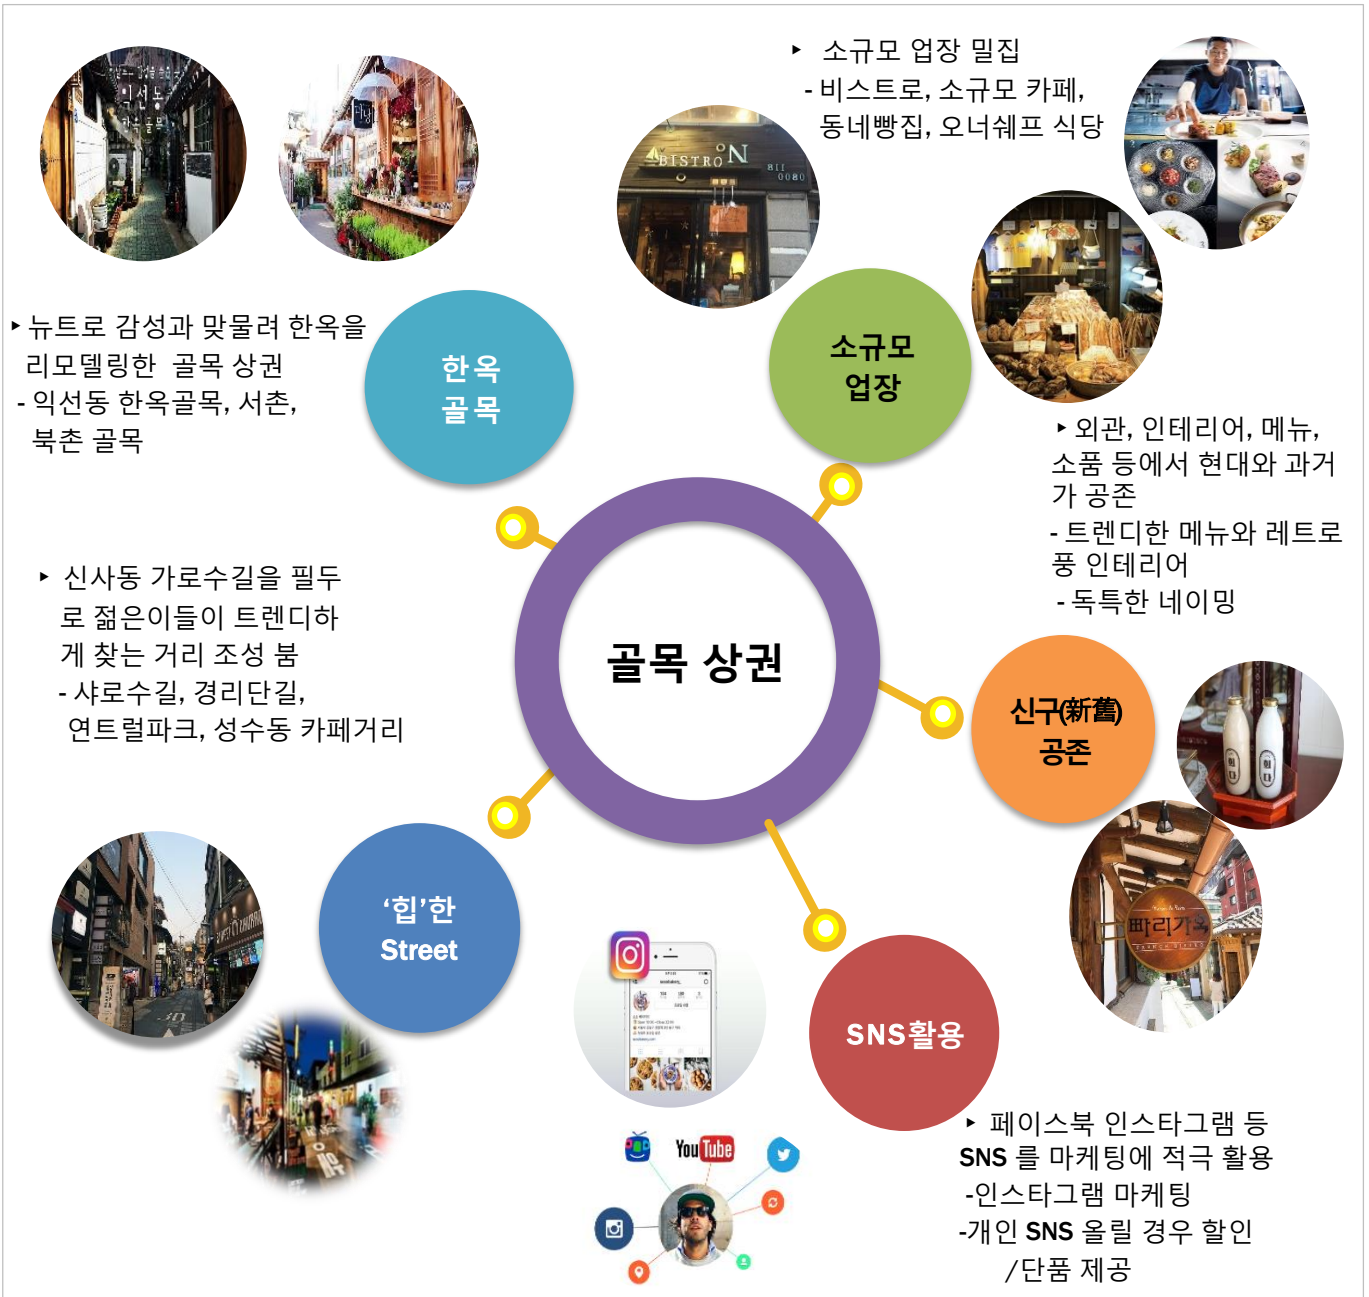 익선동
한옥골목
BISTRO N
811
0080
▸ 소규모 업장 밀집
- 비스트로, 소규모 카페,
동네빵집, 오너쉐프 식당
▸ 뉴트로 감성과 맞물려 한옥을
리모델링한 골목 상권
- 익선동 한옥골목, 서촌,
북촌 골목
한옥
골목
소규모
업장
▸ 외관, 인테리어, 메뉴,
소품 등에서 현대와 과거
가 공존
- 트렌디한 메뉴와 레트로
풍 인테리어
- 독특한 네이밍
▸ 신사동 가로수길을 필두
로 젊은이들이 트렌디하
게 찾는 거리 조성 붐
- 샤로수길, 경리단길,
연트럴파크, 성수동 카페거리
골목 상권
신구(新舊)
공존
빠리가옥
FRENCH BISTRO
‘힙’한
Street
SNS활용
▸ 페이스북 인스타그램 등
SNS 를 마케팅에 적극 활용
-인스타그램 마케팅
-개인 SNS 올릴 경우 할인
/단품 제공
YouTube